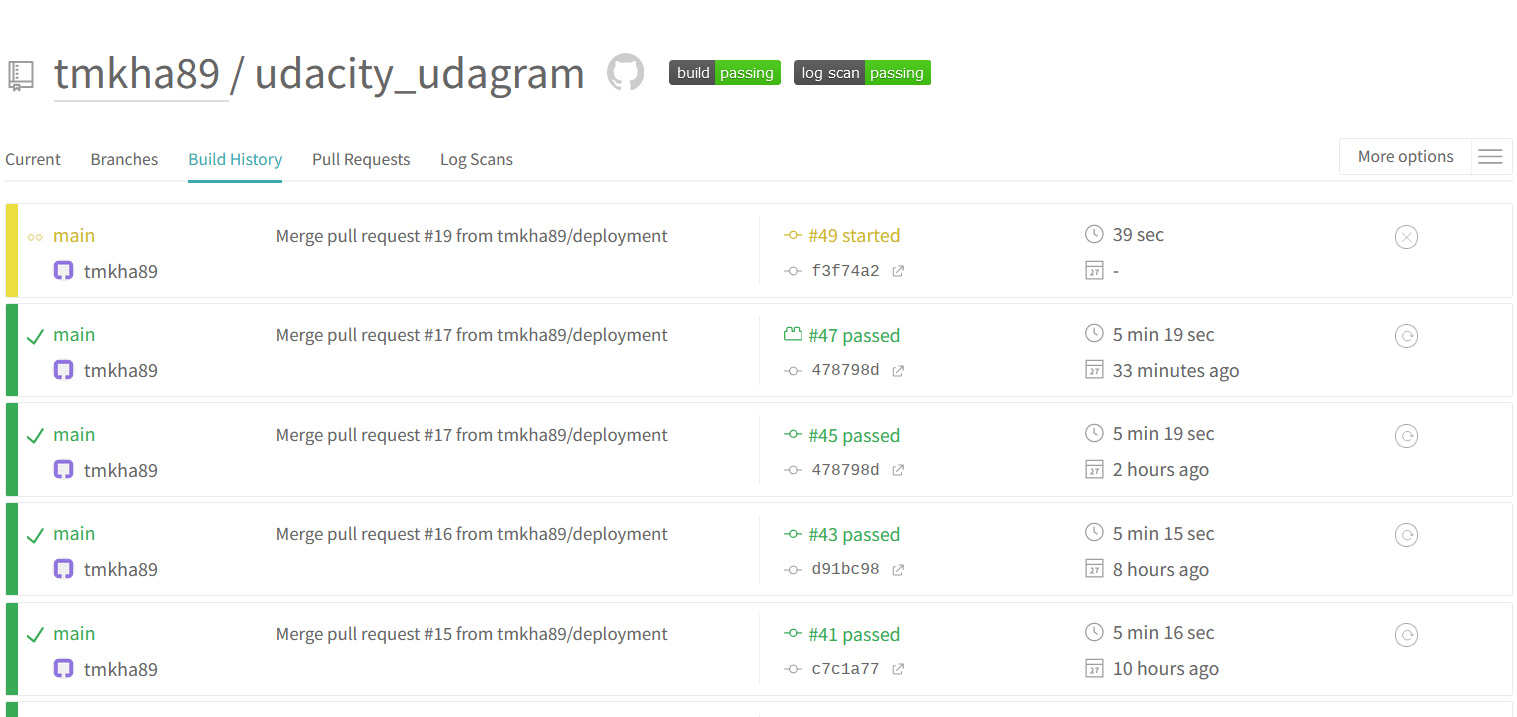 tmkha89 / udacity_udagram build passing log scan passing
Current Branches Build History Pull Requests Log Scans More options
main Merge pull request #19 from tmkha89/deployment #49 started 39 sec
tmkha89 f3f74a2 27 -
main Merge pull request #17 from tmkha89/deployment #47 passed 5 min 19 sec
tmkha89 478798d 27 33 minutes ago
main Merge pull request #17 from tmkha89/deployment #45 passed 5 min 19 sec
tmkha89 478798d 27 2 hours ago
main Merge pull request #16 from tmkha89/deployment #43 passed 5 min 15 sec
tmkha89 d91bc98 27 8 hours ago
main Merge pull request #15 from tmkha89/deployment #41 passed 5 min 16 sec
tmkha89 c7c1a77 27 10 hours ago